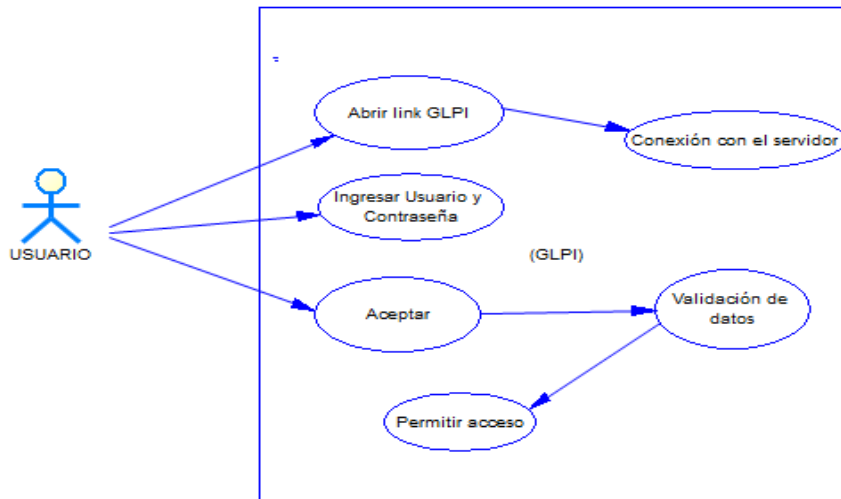 Abrir link GLPI
Conexión con el servidor
Ingresar Usuario y
Contraseña
USUARIO
(GLPI)
Aceptar
Validación de
datos
Permitir acceso